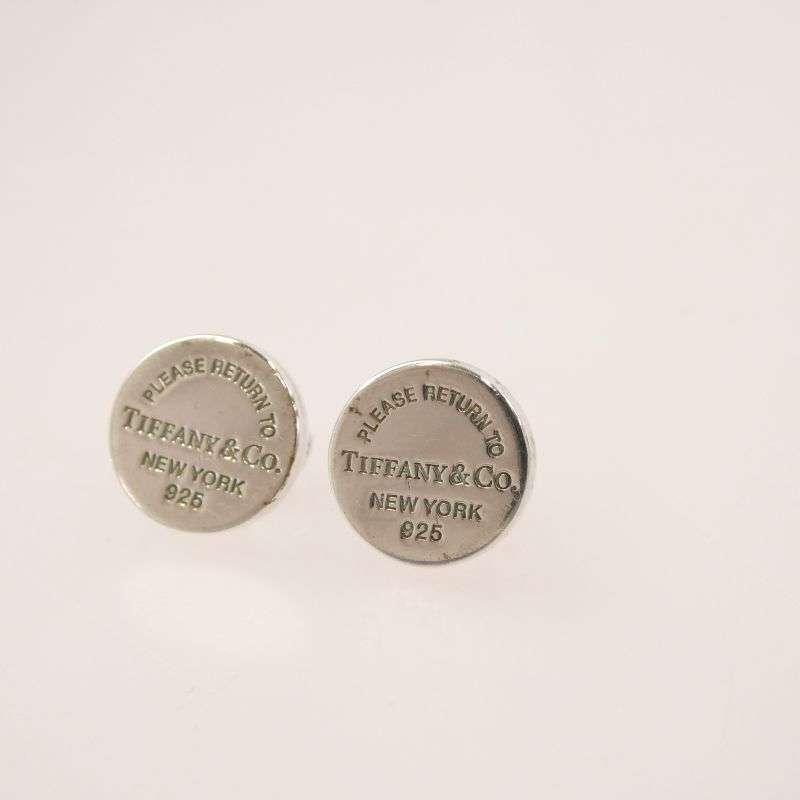 PLEASE RETURN TO
TIFFANY & CO.
NEW YORK
925
PLEASE RETURN TO
TIFFANY & CO.
NEW YORK
925